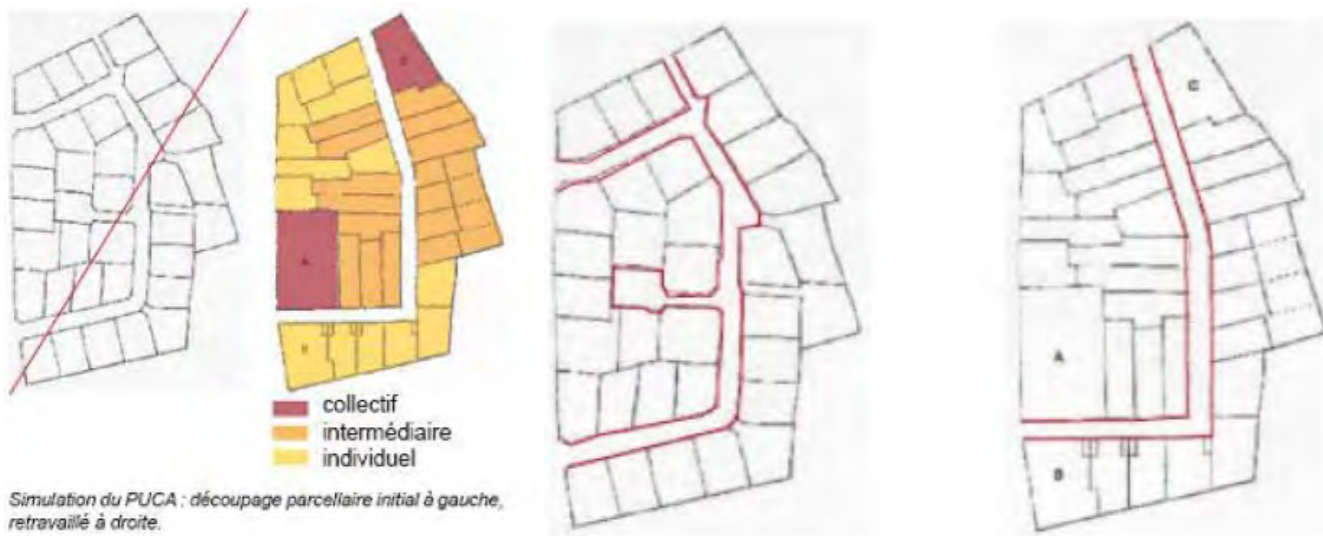 C
A
B
collectif
intermédiaire
individuel
Simulation du PUCA : découpage parcellaire initial à gauche,
retravaillé à droite.
C
A
B